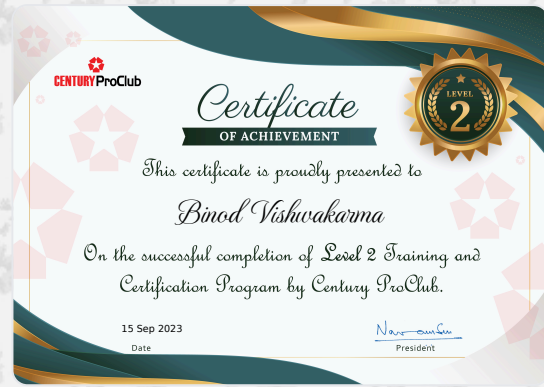 CENTURY ProClub
LEVEL
2
Certificate
OF ACHIEVEMENT
This certificate is proudly presented to
Binod Vishwakarma
On the successful completion of Level 2 Training and
Certification Program by Century ProClub.
15 Sep 2023
Date
President